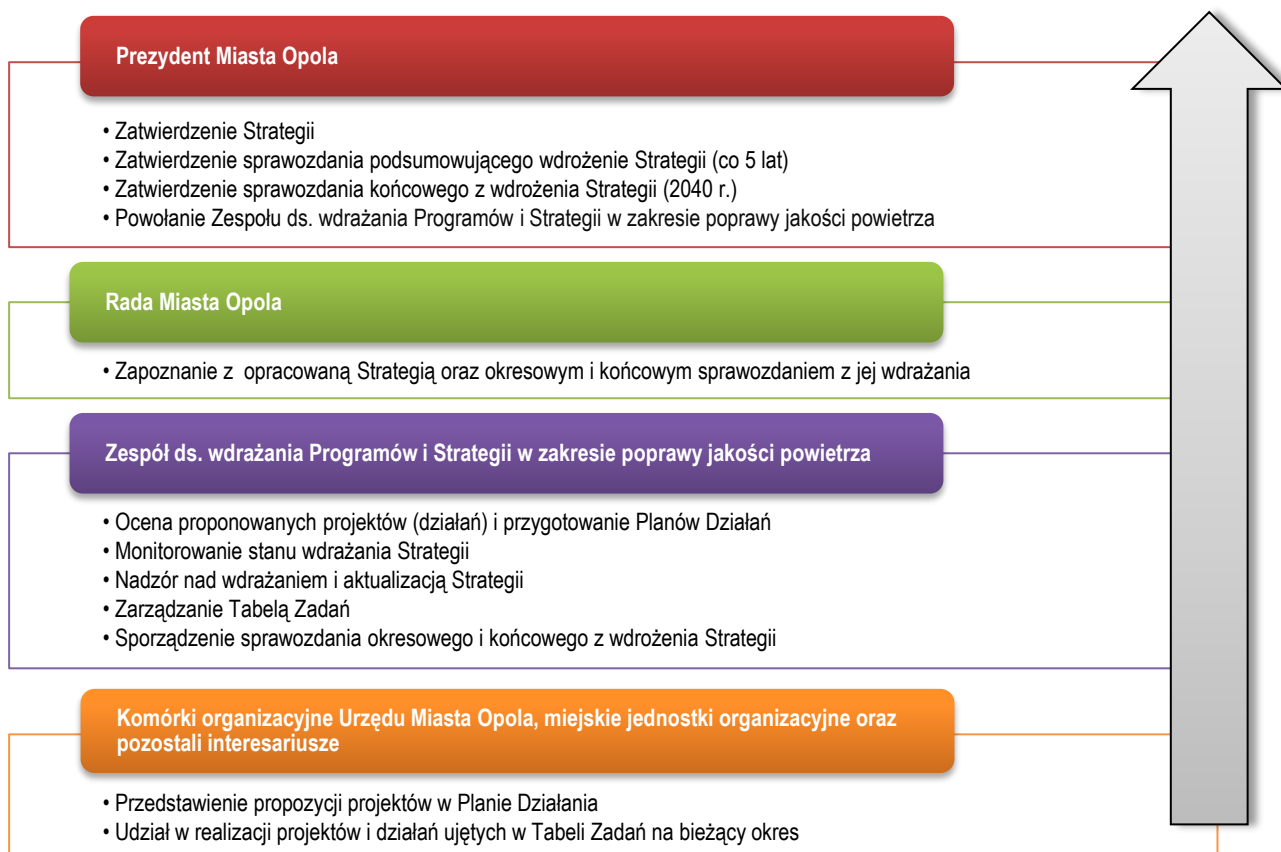 Prezydent Miasta Opola
• Zatwierdzenie Strategii
• Zatwierdzenie sprawozdania podsumowującego wdrożenie Strategii (co 5 lat)
• Zatwierdzenie sprawozdania końcowego z wdrożenia Strategii (2040 r.)
• Powołanie Zespołu ds. wdrażania Programów i Strategii w zakresie poprawy jakości powietrza
Rada Miasta Opola
• Zapoznanie z opracowaną Strategią oraz okresowym i końcowym sprawozdaniem z jej wdrażania
Zespół ds. wdrażania Programów i Strategii w zakresie poprawy jakości powietrza
• Ocena proponowanych projektów (działań) i przygotowanie Planów Działań
• Monitorowanie stanu wdrażania Strategii
• Nadzór nad wdrażaniem i aktualizacją Strategii
• Zarządzanie Tabelą Zadań
• Sporządzenie sprawozdania okresowego i końcowego z wdrożenia Strategii
Komórki organizacyjne Urzędu Miasta Opola, miejskie jednostki organizacyjne oraz
pozostali interesariusze
• Przedstawienie propozycji projektów w Planie Działania
• Udział w realizacji projektów i działań ujętych w Tabeli Zadań na bieżący okres